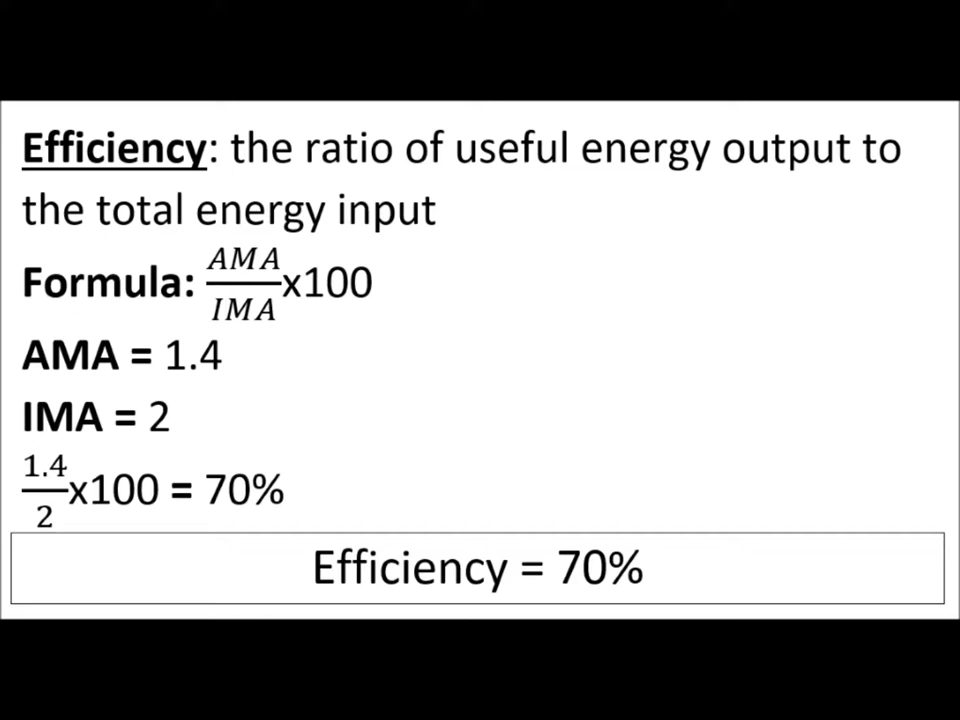 Efficiency: the ratio of useful energy output to
the total energy input
Formula: AMA/IMA x100
AMA = 1.4
IMA = 2
1.4/2 x100 = 70%
Efficiency = 70%